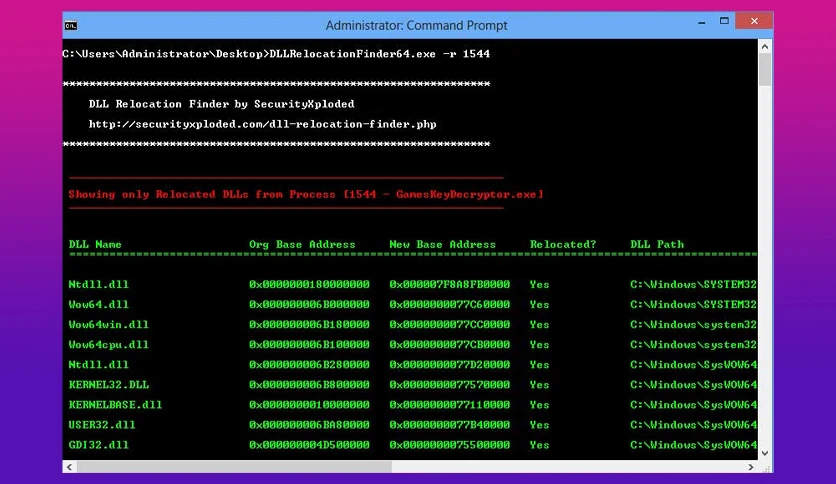 Administrator: Command Prompt
C:\Users\Administrator\Desktop>DLLRelocationFinder64.exe -r 1544
****************************************************************
DLL Relocation Finder by SecurityXploded
http://securityxploded.com/dll-relocation-finder.php
****************************************************************
Showing only Relocated DLLs from Process [1544 - GamesKeyDecryptor.exe]
DLL Name Org Base Address New Base Address Relocated? DLL Path
Ntdll.dll 0x0000000180000000 0x000007F8A8FB0000 Yes C:\Windows\SYSTEM32
Wow64.dll 0x000000006B000000 0x0000000077C60000 Yes C:\Windows\SYSTEM32
Wow64win.dll 0x000000006B180000 0x0000000077CC0000 Yes C:\Windows\system32
Wow64cpu.dll 0x000000006B100000 0x0000000077CB0000 Yes C:\Windows\system32
Ntdll.dll 0x000000006B280000 0x0000000077D20000 Yes C:\Windows\SysWOW64
KERNEL32.DLL 0x000000006B800000 0x0000000077570000 Yes C:\Windows\SysWOW64
KERNELBASE.dll 0x0000000010000000 0x0000000077110000 Yes C:\Windows\SysWOW64
USER32.dll 0x000000006BA80000 0x0000000077B40000 Yes C:\Windows\SysWOW64
GDI32.dll 0x000000004D500000 0x0000000075500000 Yes C:\Windows\SysWOW64